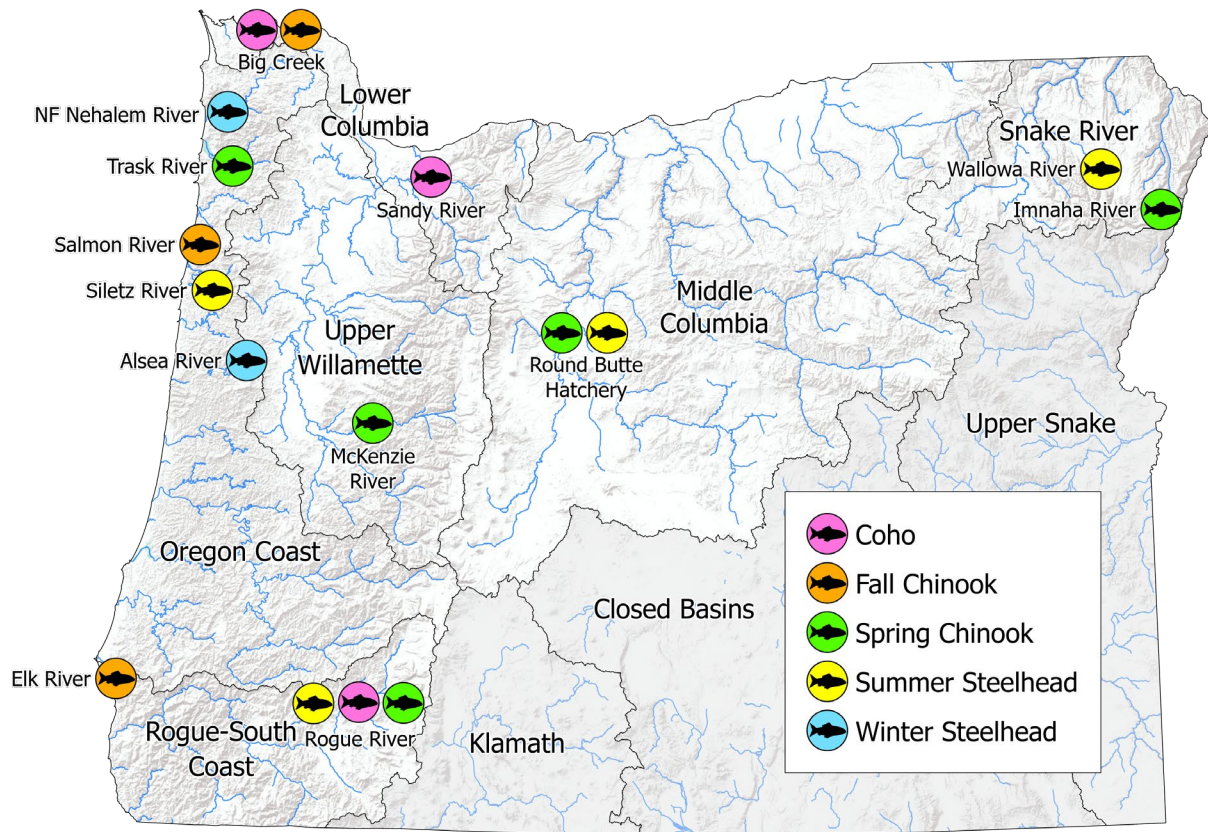 Big Creek
Lower
Columbia
NF Nehalem River
Snake River
Trask River
Wallowa River
Sandy River
Imnaha River
Salmon River
Siletz River
Middle
Columbia
Upper
Willamette
Alsea River
Round Butte
Hatchery
Upper Snake
McKenzie
River
Oregon Coast
Coho
Fall Chinook
Closed Basins
Spring Chinook
Elk River
Summer Steelhead
Rogue-South
Coast
Rogue River
Klamath
Winter Steelhead